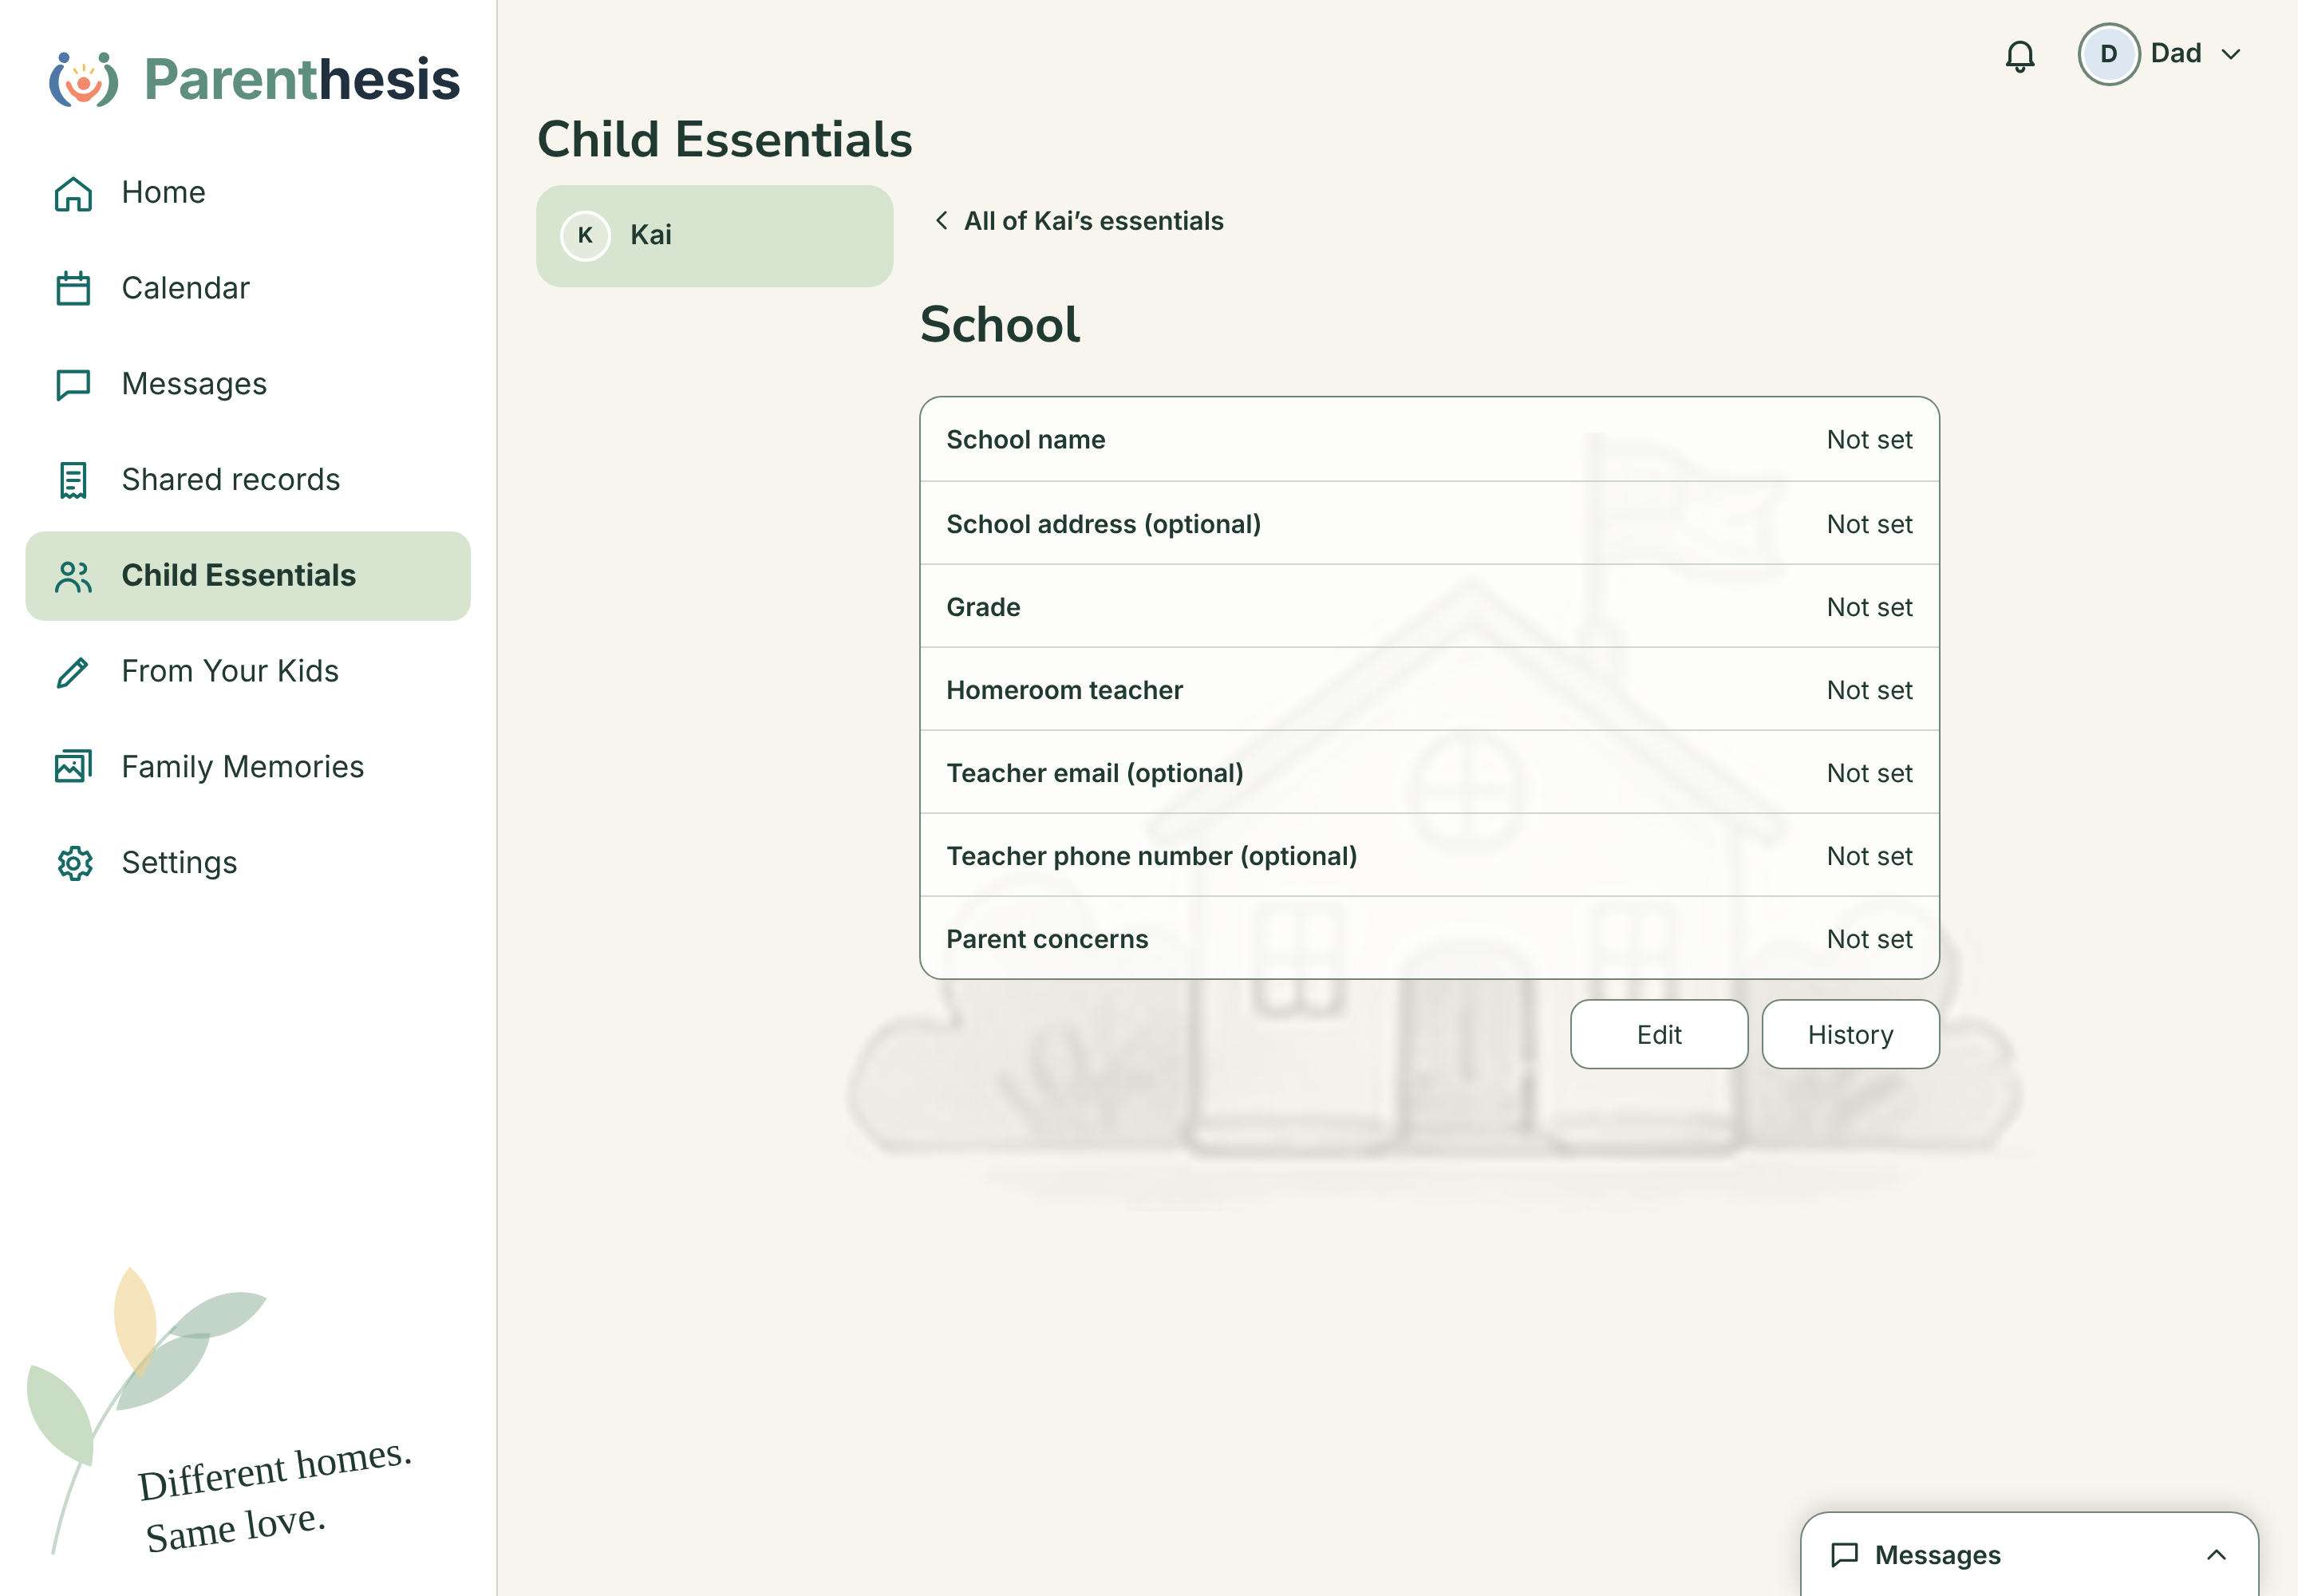 Parenthesis
Home
Calendar
Messages
Shared records
Child Essentials
From Your Kids
Family Memories
Settings
Different homes.
Same love.
D Dad
Child Essentials
K Kai
All of Kai’s essentials
School
School name Not set
School address (optional) Not set
Grade Not set
Homeroom teacher Not set
Teacher email (optional) Not set
Teacher phone number (optional) Not set
Parent concerns Not set
Edit History
Messages